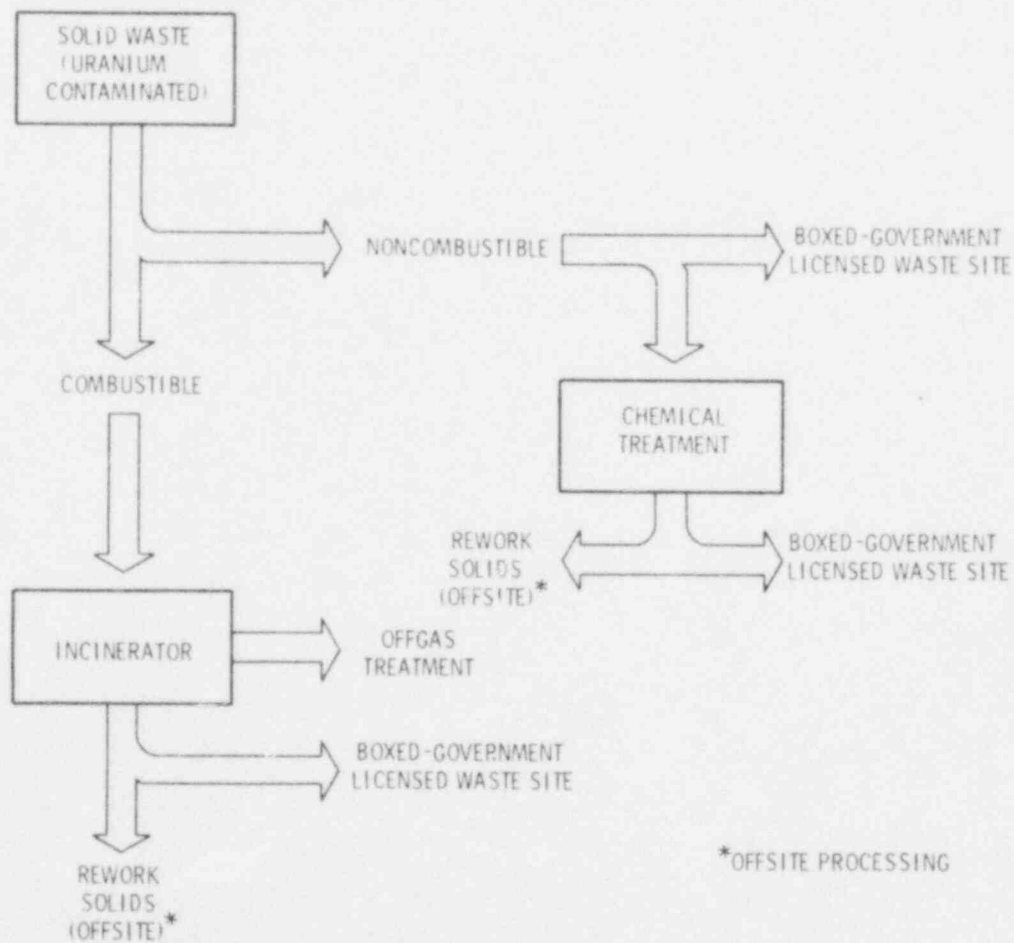 SOLID WASTE
(URANIUM
CONTAMINATED)
NONCOMBUSTIBLE
BOXED-GOVERNMENT
LICENSED WASTE SITE
COMBUSTIBLE
CHEMICAL
TREATMENT
REWORK
SOLIDS
(OFFSITE)*
BOXED-GOVERNMENT
LICENSED WASTE SITE
INCINERATOR
OFFGAS
TREATMENT
BOXED-GOVERNMENT
LICENSED WASTE SITE
REWORK
SOLIDS
(OFFSITE)*
*OFFSITE PROCESSING